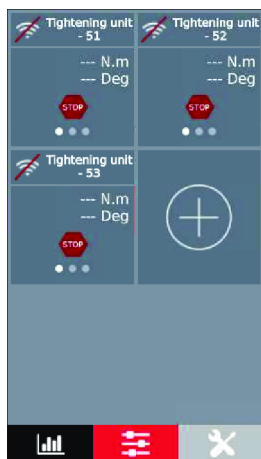 Tightening unit
- 51
--- N.m
--- Deg
STOP
Tightening unit
- 52
--- N.m
--- Deg
STOP
Tightening unit
- 53
--- N.m
--- Deg
STOP